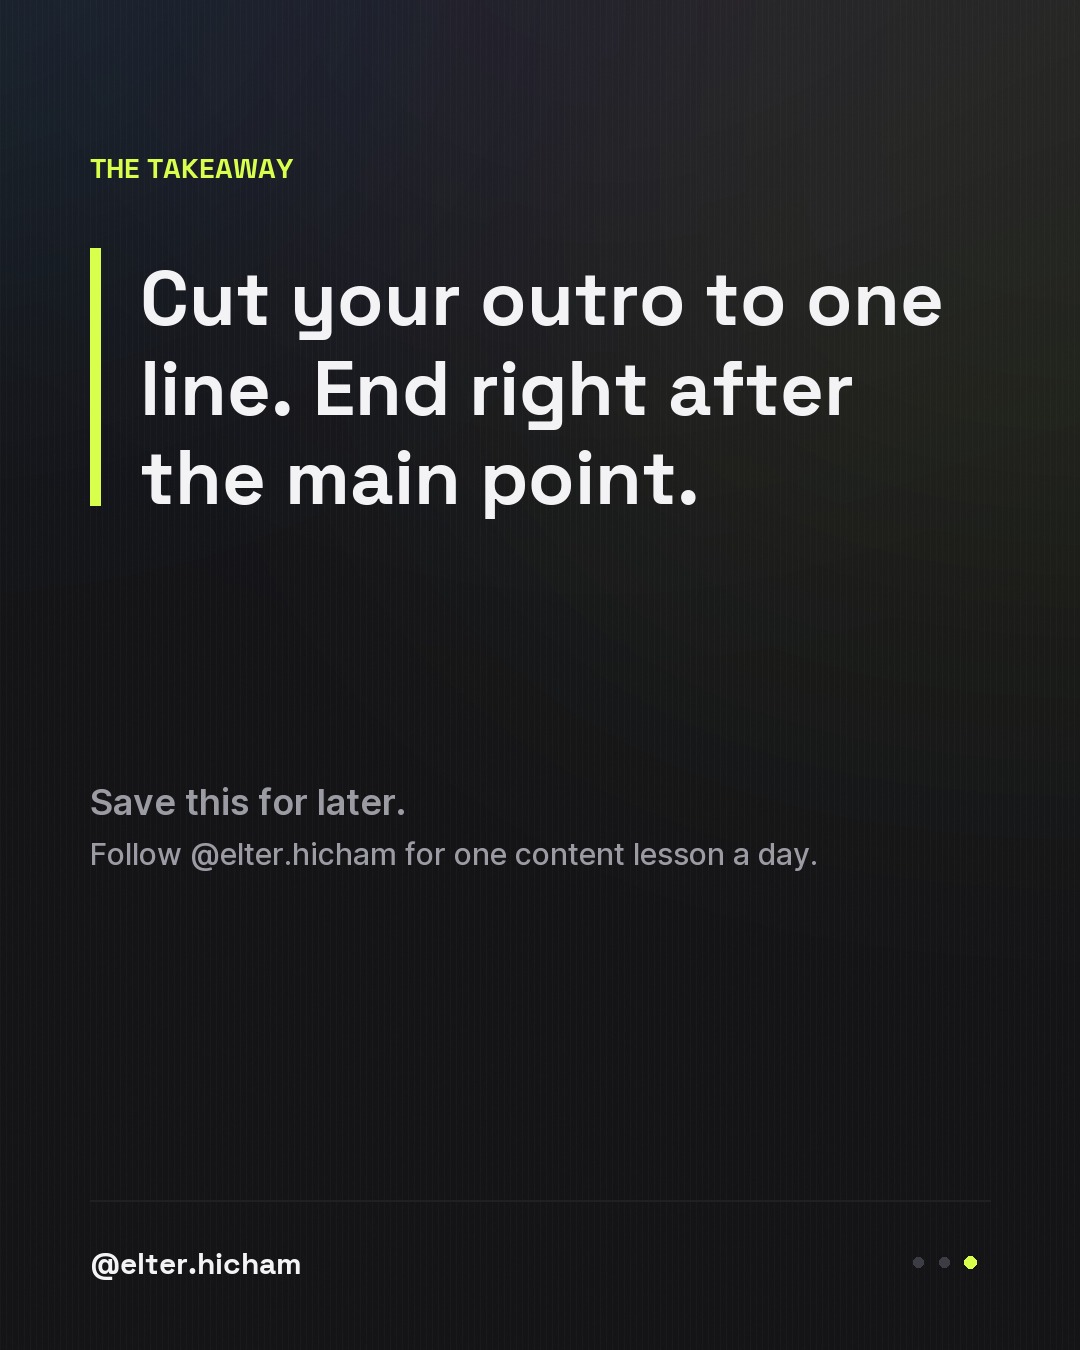 THE TAKEAWAY
Cut your outro to one
line. End right after
the main point.
Save this for later.
Follow @elter.hicham for one content lesson a day.
@elter.hicham